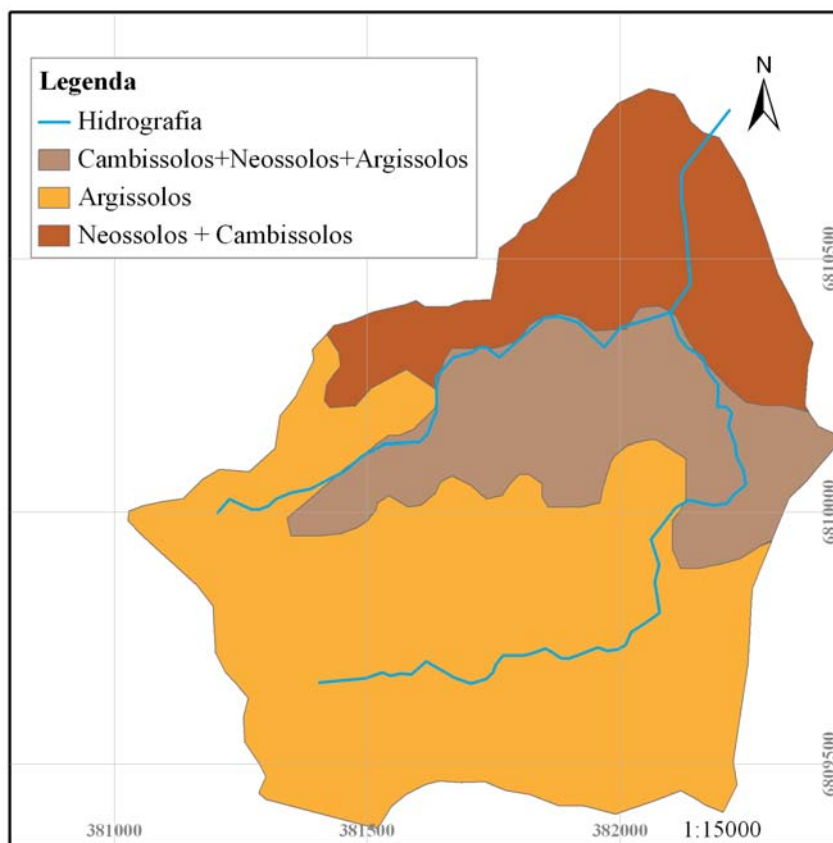 Legenda
Hidrografia
Cambissolos+Neossolos+Argissolos
Argissolos
Neossolos + Cambissolos
N
6810500
6810000
6809500
381000
381500
382000
1:15000